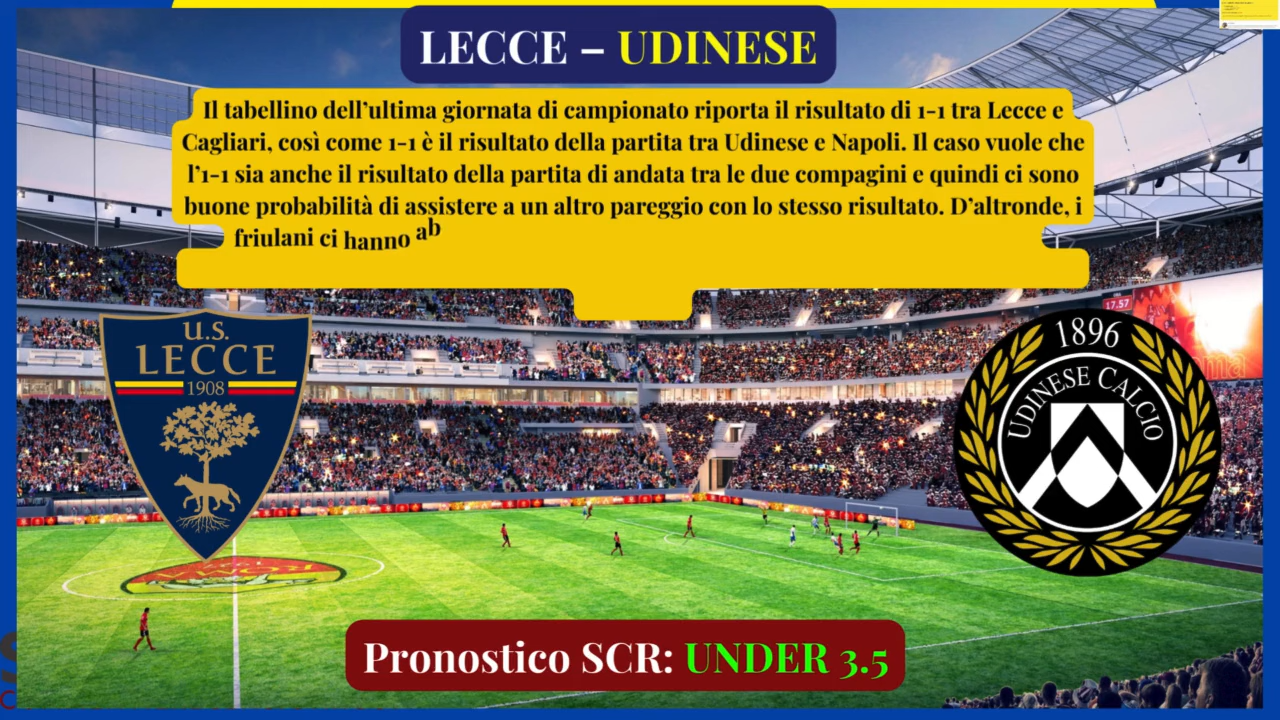 LECCE – UDINESE
Il tabellino dell’ultima giornata di campionato riporta il risultato di 1-1 tra Lecce e
Cagliari, così come 1-1 è il risultato della partita tra Udinese e Napoli. Il caso vuole che
l’1-1 sia anche il risultato della partita di andata tra le due compagini e quindi ci sono
buone probabilità di assistere a un altro pareggio con lo stesso risultato. D’altronde, i
friulani ci hanno ab
17.57
U.S.
LECCE
1908
1896
UDINESE CALCIO
Pronostico SCR: UNDER 3.5